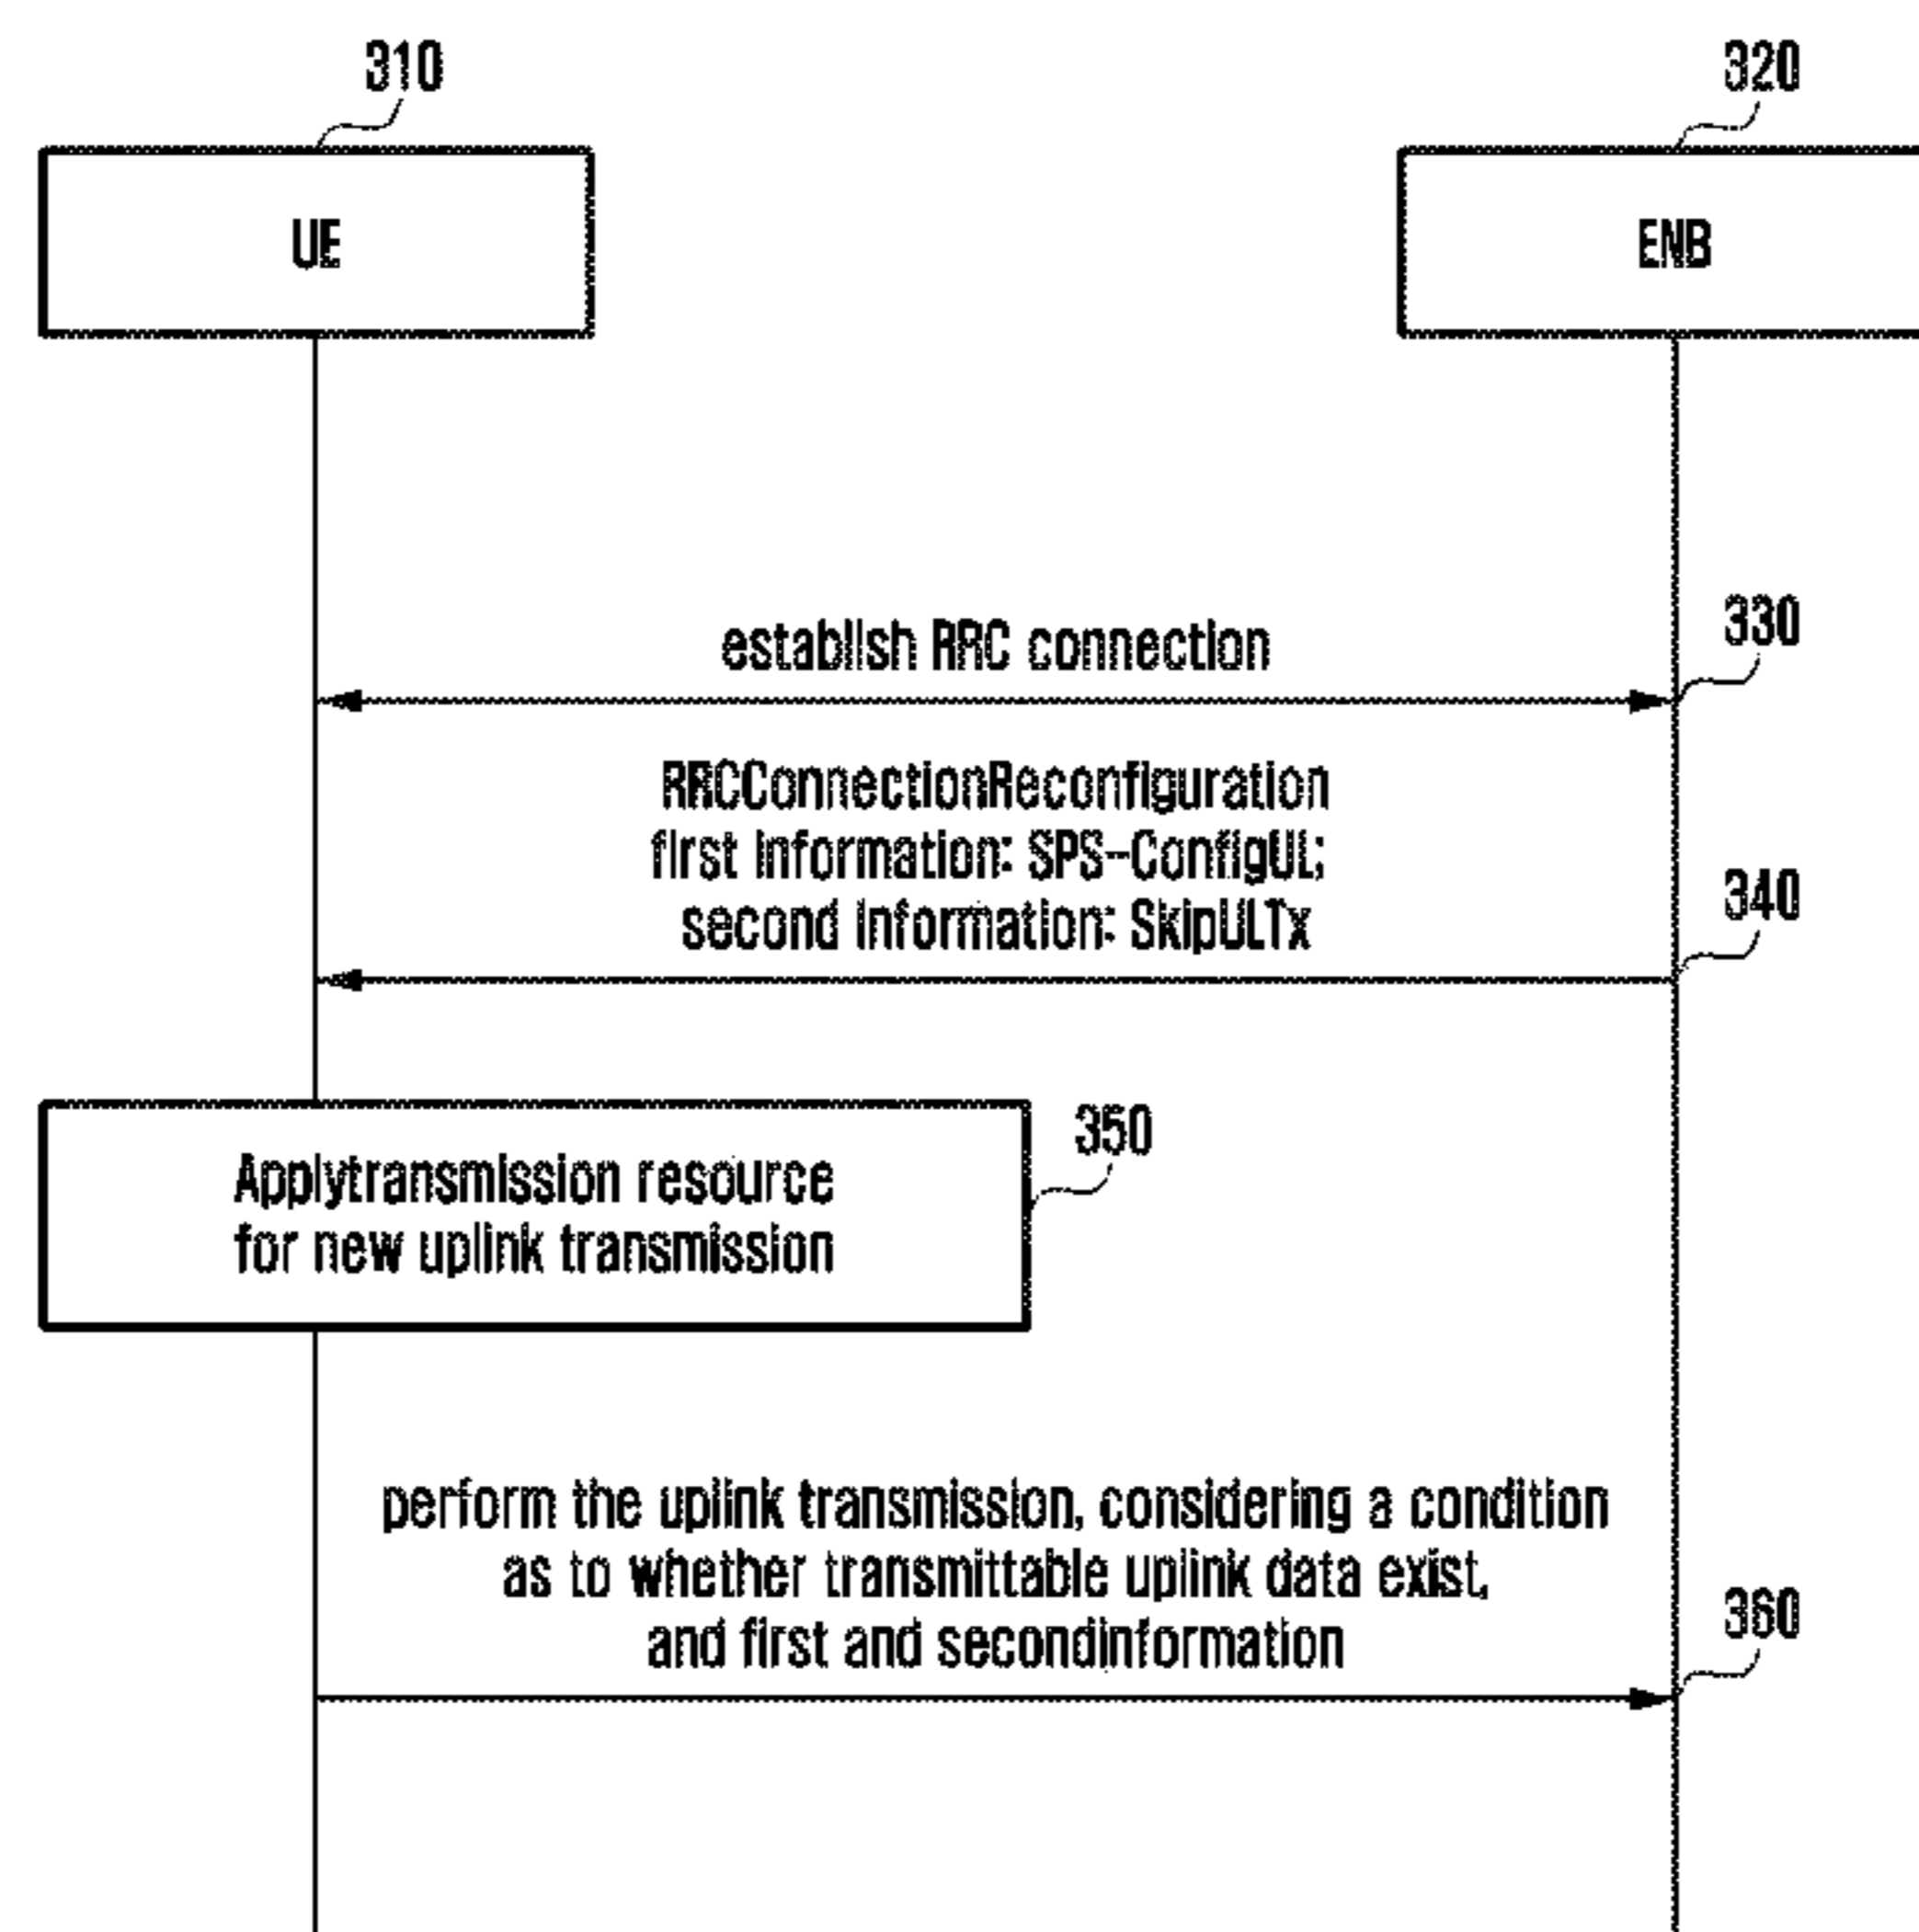 310
320
UE
ENB
establish RRC connection
330
RRCConnectionReconfiguration
first information: SPS-ConfigUL;
second information: SkipULTx
340
Applytransmission resource
for new uplink transmission
350
perform the uplink transmission, considering a condition
as to whether transmittable uplink data exist,
and first and secondinformation
360